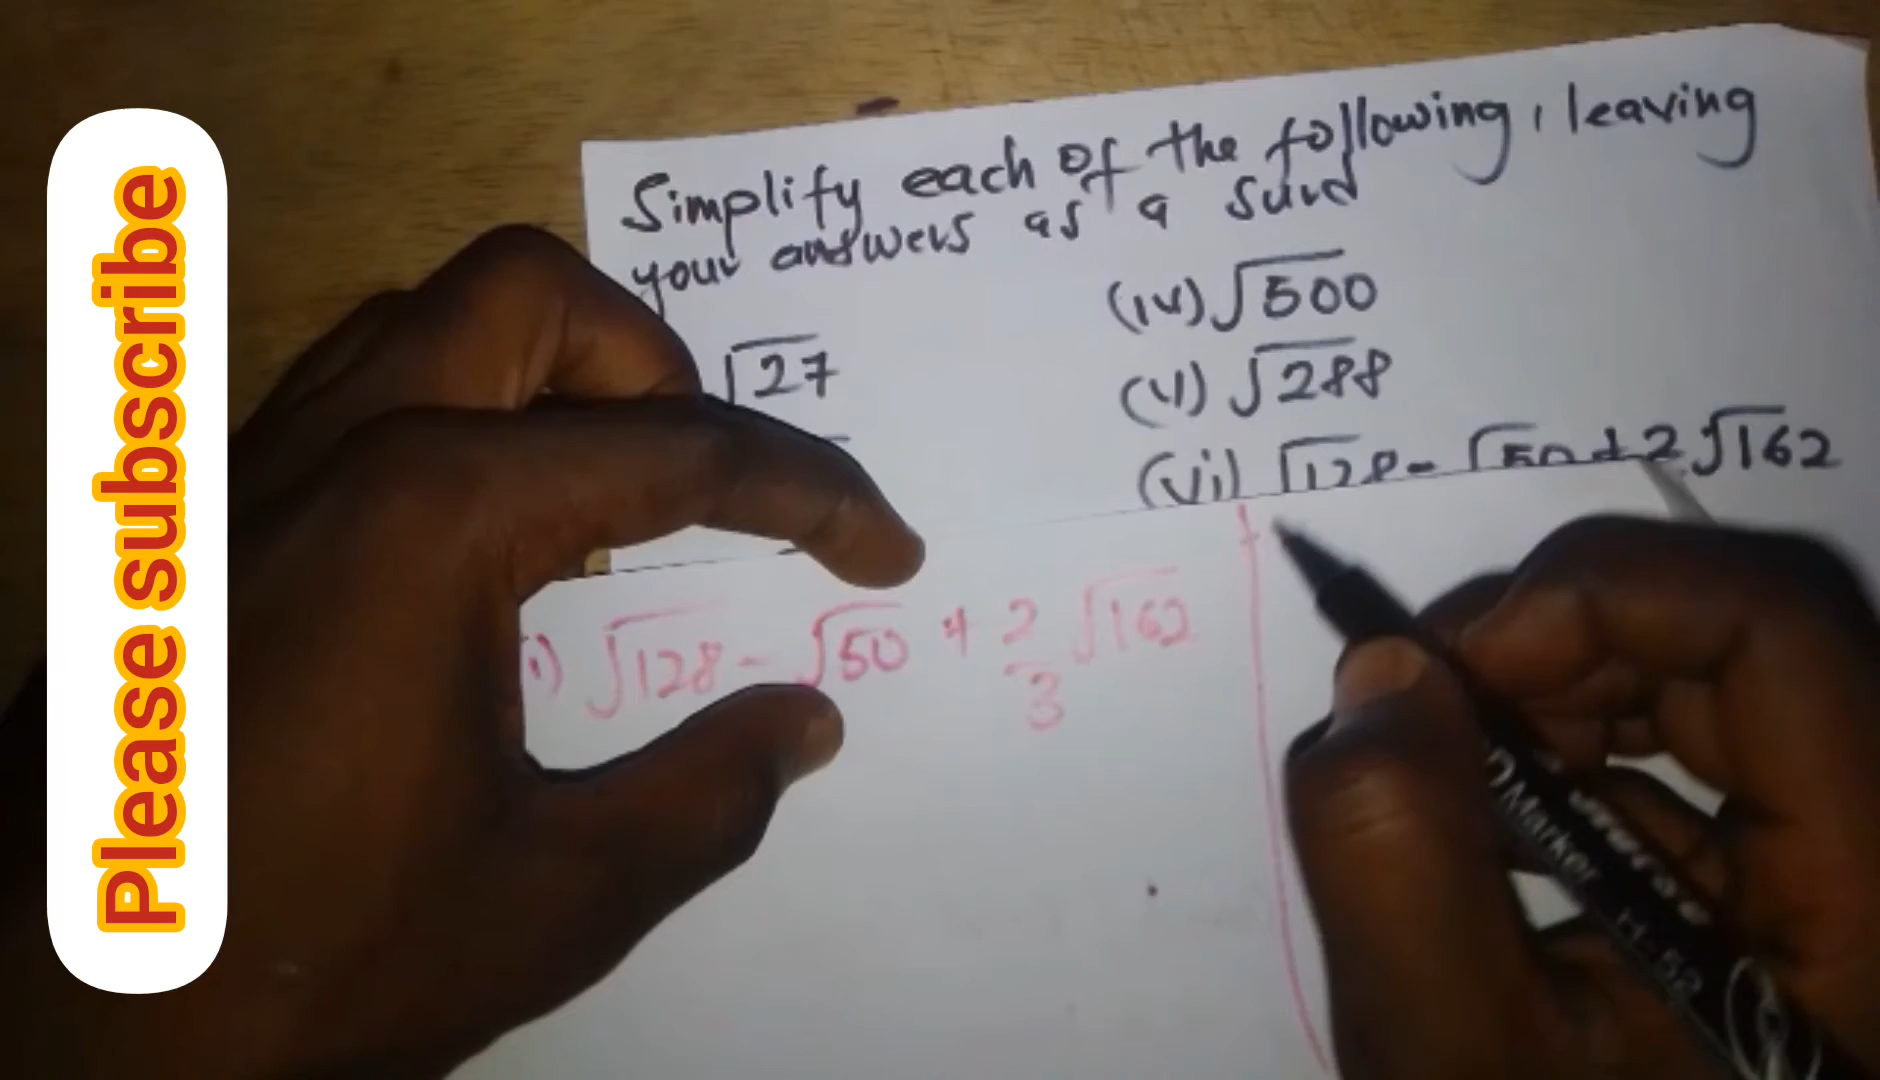 Please subscribe
Simplify each of the following, leaving
your answers as a surd
√27
(iv) √500
(v) √288
(vi) √128 - √50 + 2√162
i) √128 - √50 + 2/3 √162
Marker
H-52